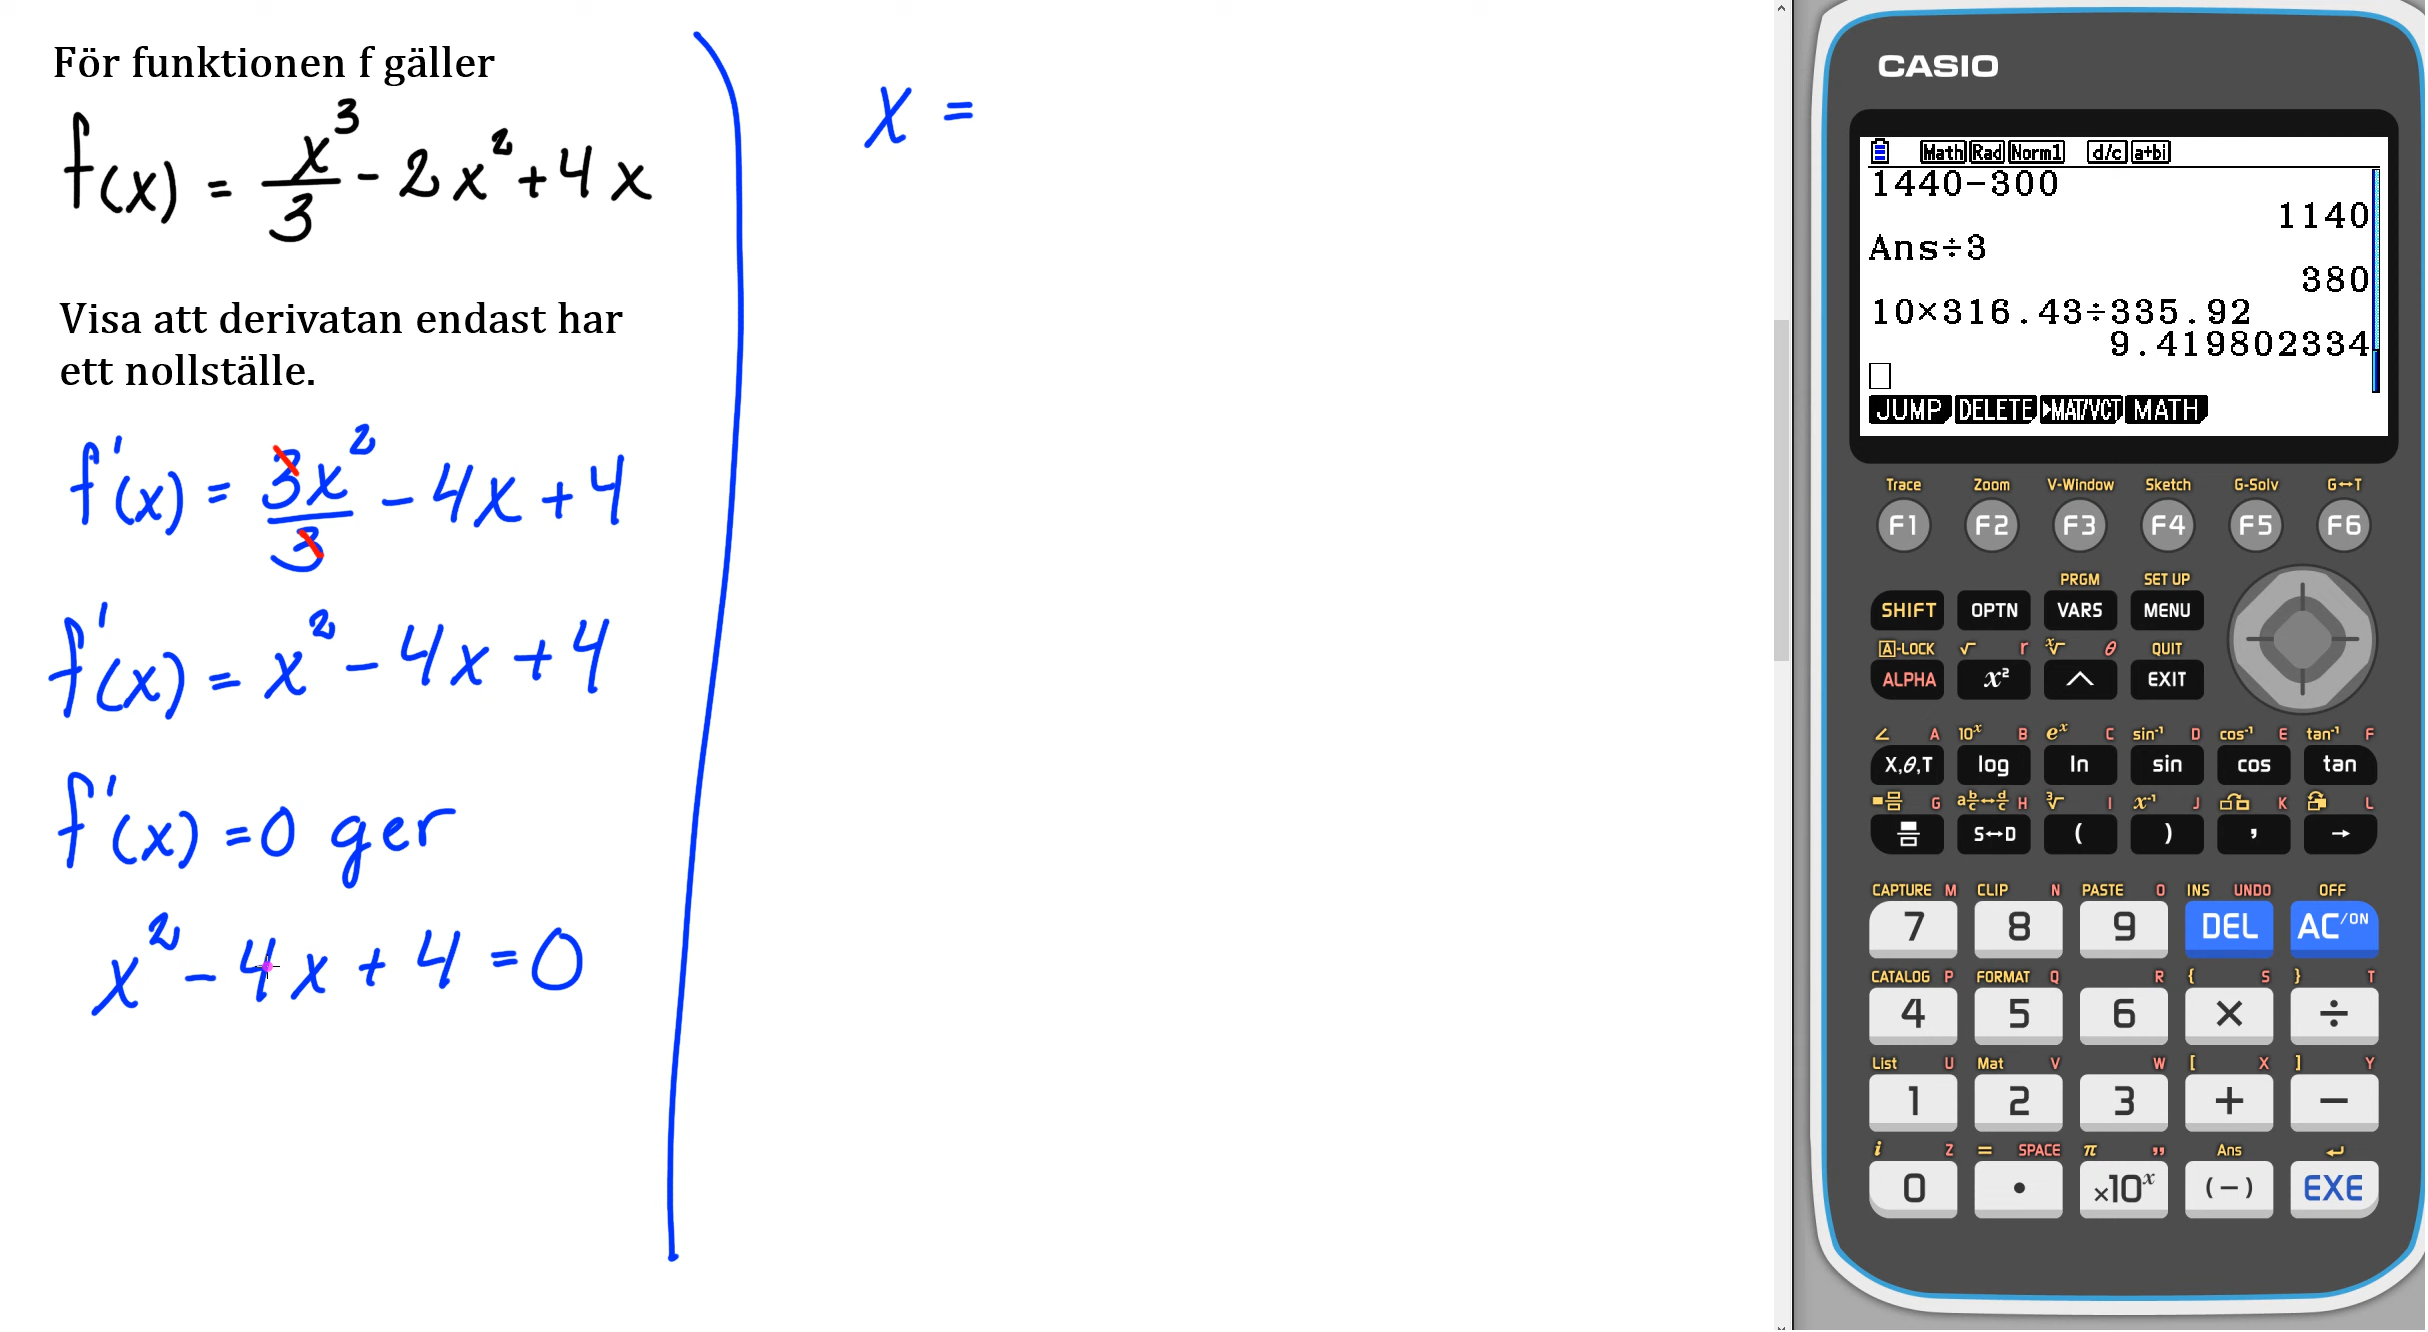 För funktionen f gäller
f(x) = x³/3 - 2x² + 4x
Visa att derivatan endast har
ett nollställe.
f'(x) = 3x²/3 - 4x + 4
f'(x) = x² - 4x + 4
f'(x) = 0 ger
x² - 4x + 4 = 0
x =
CASIO
Math Rad Norm1 d/c a+bi
1440-300
1140
Ans÷3
380
10×316.43÷335.92
9.419802334
JUMP DELETE ▶MAT/VCT MATH
Trace Zoom V-Window Sketch G-Solv G↔T
F1 F2 F3 F4 F5 F6
PRGM SET UP
SHIFT OPTN VARS MENU
A-LOCK √ r ˣ√ θ QUIT
ALPHA x² ^ EXIT
∠ A 10ˣ B eˣ C sin⁻¹ D cos⁻¹ E tan⁻¹ F
X,θ,T log ln sin cos tan
G a b/c↔d/c H ³√ I x⁻¹ J K L
S↔D ( ) , →
CAPTURE M CLIP N PASTE O INS UNDO OFF
7 8 9 DEL AC/ON
CATALOG P FORMAT Q R { S } T
4 5 6 × ÷
List U Mat V W [ X ] Y
1 2 3 + −
i Z = SPACE π " Ans ↵
0 . ×10ˣ (−) EXE